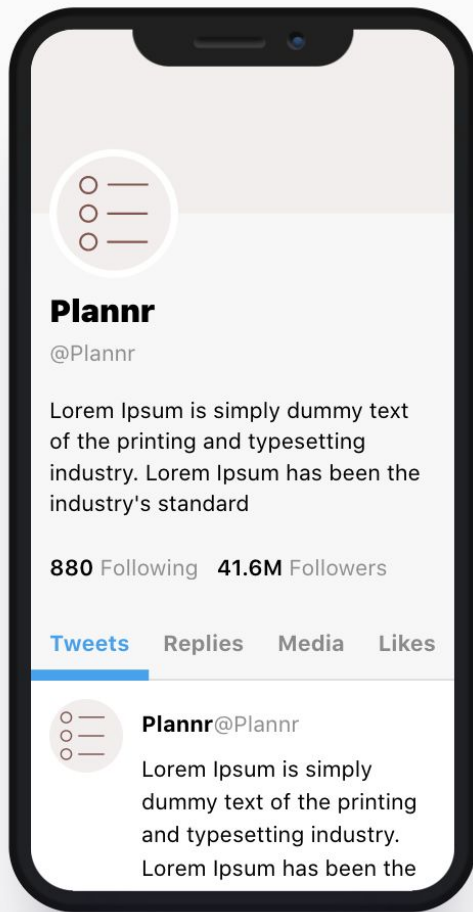 Plannr
@Plannr
Lorem Ipsum is simply dummy text
of the printing and typesetting
industry. Lorem Ipsum has been the
industry's standard
880 Following 41.6M Followers
Tweets Replies Media Likes
Plannr@Plannr
Lorem Ipsum is simply
dummy text of the printing
and typesetting industry.
Lorem Ipsum has been the